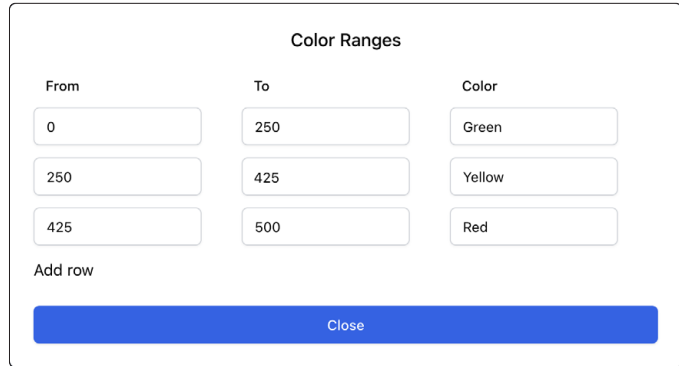 Color Ranges
From To Color
0 250 Green
250 425 Yellow
425 500 Red
Add row
Close